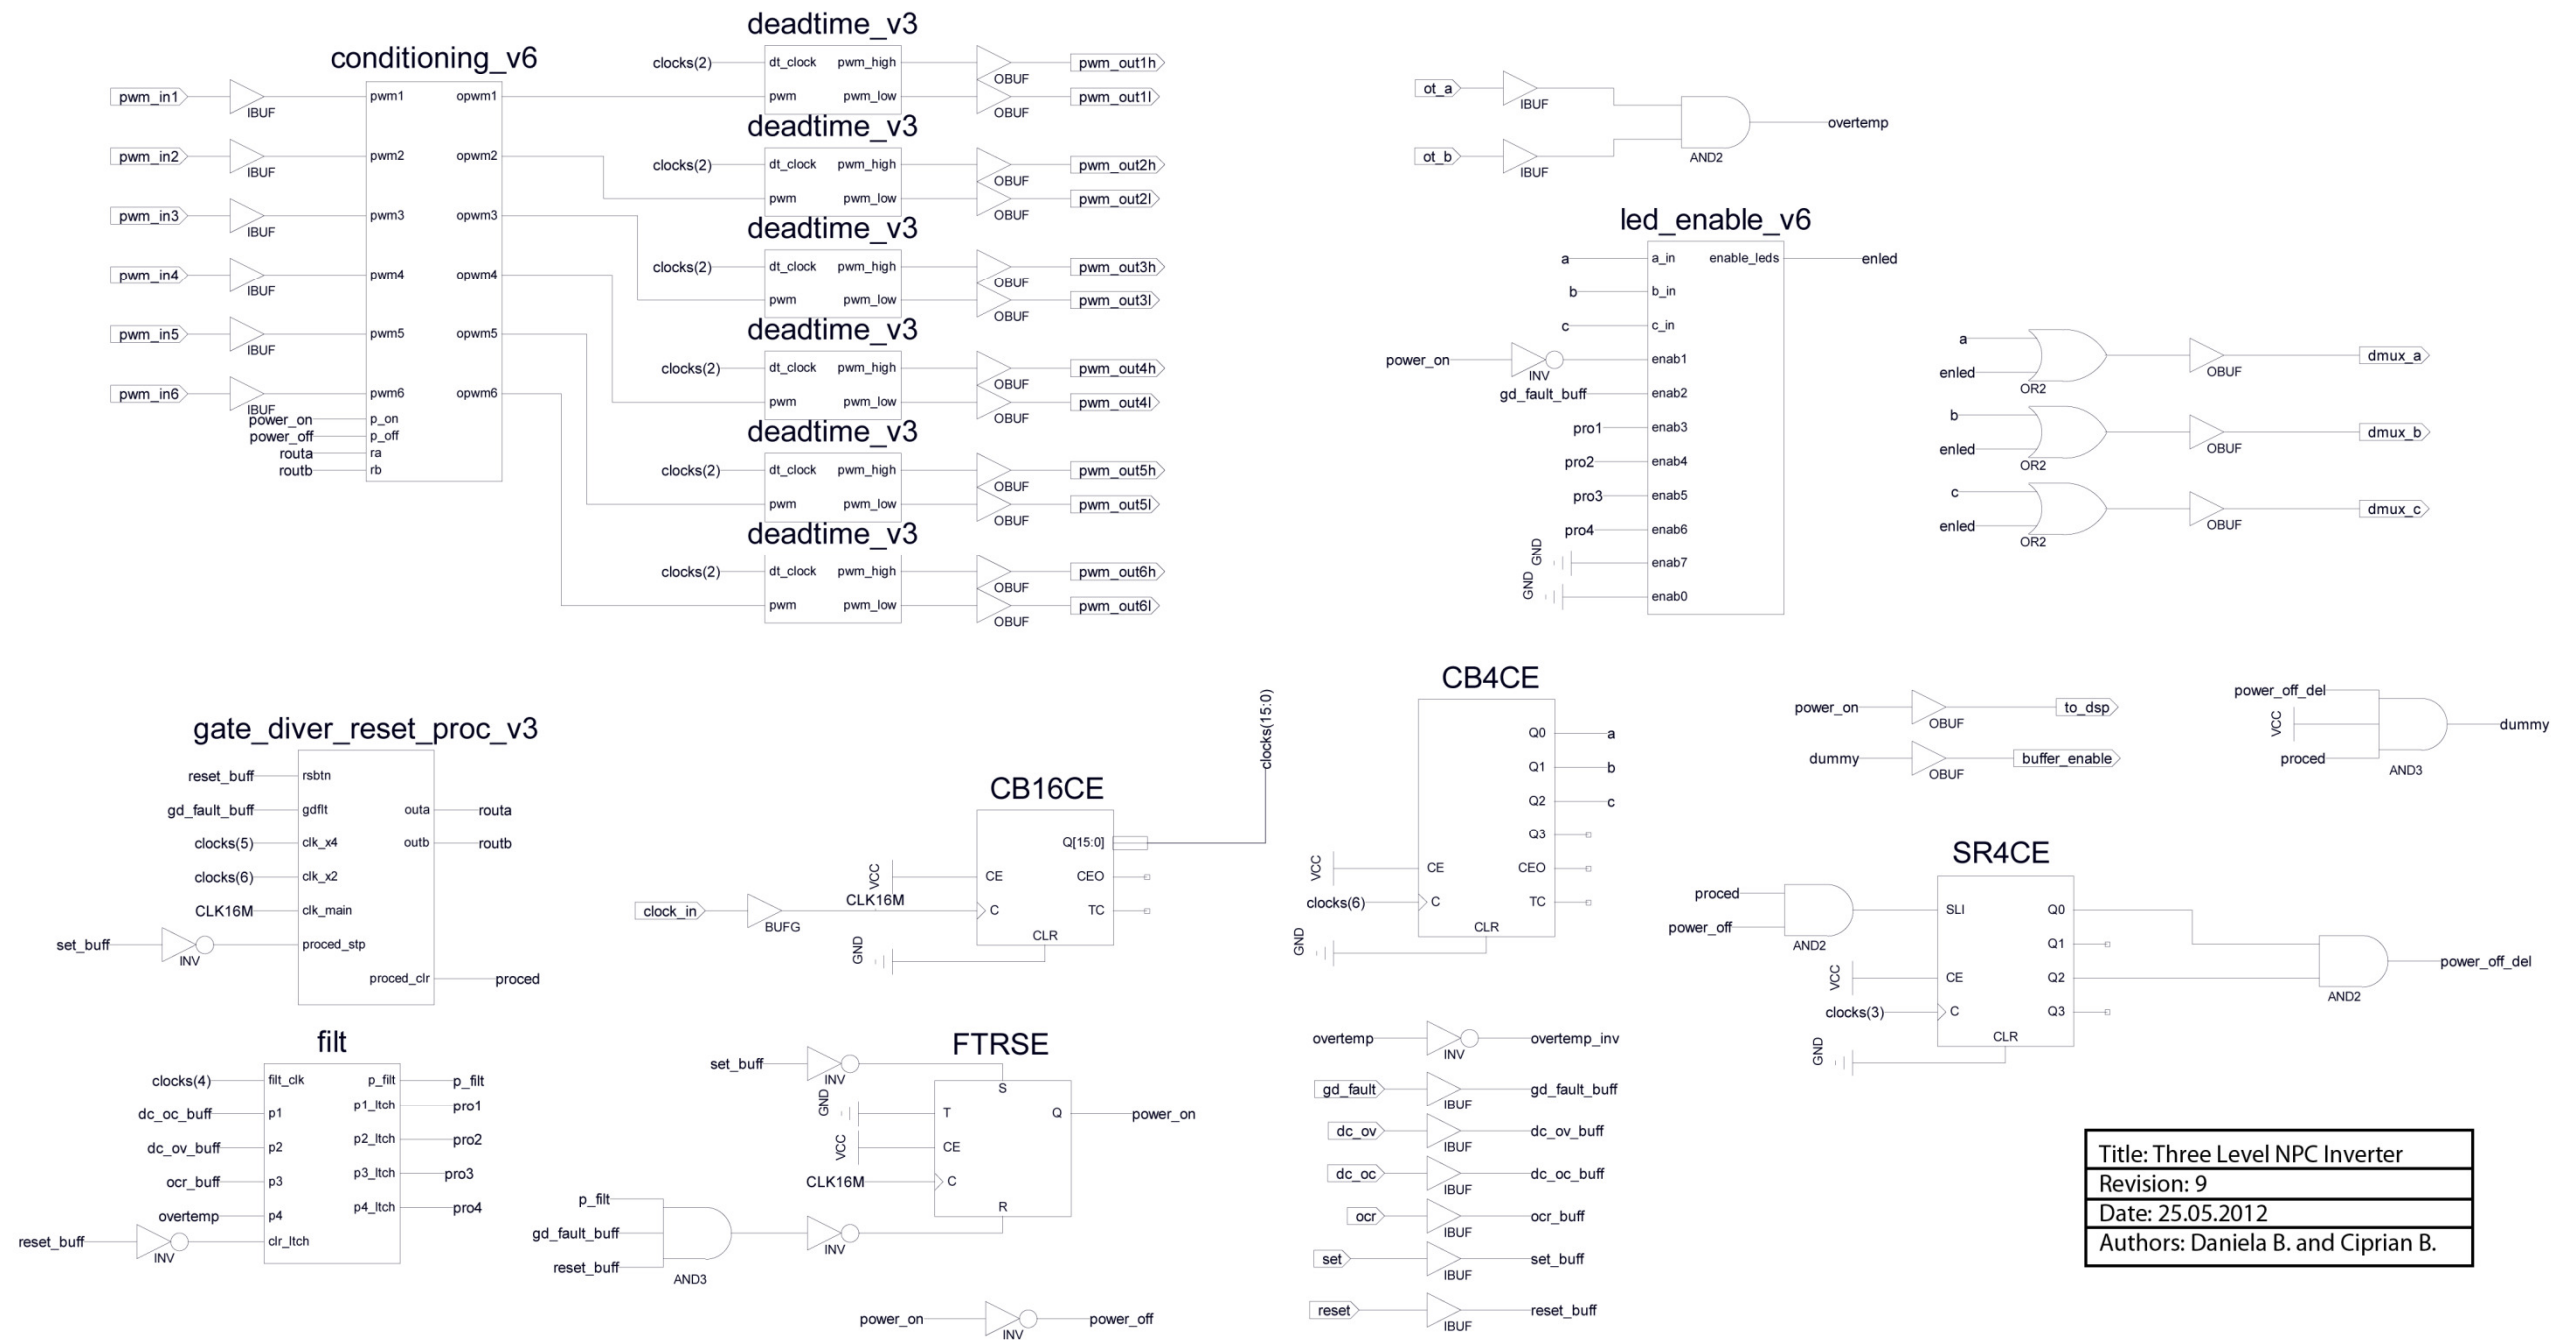 conditioning_v6
pwm_in1
IBUF
pwm_in2
IBUF
pwm_in3
IBUF
pwm_in4
IBUF
pwm_in5
IBUF
pwm_in6
IBUF
power_on
power_off
routa
routb
pwm1 opwm1
pwm2 opwm2
pwm3 opwm3
pwm4 opwm4
pwm5 opwm5
pwm6 opwm6
p_on
p_off
ra
rb
deadtime_v3
clocks(2) dt_clock pwm_high OBUF pwm_out1h
pwm pwm_low OBUF pwm_out1l
deadtime_v3
clocks(2) dt_clock pwm_high OBUF pwm_out2h
pwm pwm_low OBUF pwm_out2l
deadtime_v3
clocks(2) dt_clock pwm_high OBUF pwm_out3h
pwm pwm_low OBUF pwm_out3l
deadtime_v3
clocks(2) dt_clock pwm_high OBUF pwm_out4h
pwm pwm_low OBUF pwm_out4l
deadtime_v3
clocks(2) dt_clock pwm_high OBUF pwm_out5h
pwm pwm_low OBUF pwm_out5l
deadtime_v3
clocks(2) dt_clock pwm_high OBUF pwm_out6h
pwm pwm_low OBUF pwm_out6l
ot_a IBUF
ot_b IBUF
AND2
overtemp
led_enable_v6
a a_in enable_leds enled
b b_in
c c_in
power_on INV enab1
gd_fault_buff enab2
pro1 enab3
pro2 enab4
pro3 enab5
pro4 enab6
GND enab7
GND enab0
a
enled
OR2 OBUF dmux_a
b
enled
OR2 OBUF dmux_b
c
enled
OR2 OBUF dmux_c
gate_diver_reset_proc_v3
reset_buff rsbtn
gd_fault_buff gdflt outa routa
clocks(5) clk_x4 outb routb
clocks(6) clk_x2
CLK16M clk_main
set_buff INV proced_stp
proced_clr proced
CB16CE
clocks(15:0)
Q[15:0]
VCC CE CEO
clock_in BUFG CLK16M C TC
GND CLR
CB4CE
Q0 a
Q1 b
Q2 c
Q3
VCC CE CEO
clocks(6) C TC
GND CLR
power_on OBUF to_dsp
dummy OBUF buffer_enable
power_off_del
VCC
proced
AND3
dummy
SR4CE
proced
power_off
AND2
SLI Q0
Q1
VCC CE Q2
clocks(3) C Q3
GND CLR
AND2
power_off_del
filt
clocks(4) filt_clk p_filt p_filt
dc_oc_buff p1 p1_ltch pro1
dc_ov_buff p2 p2_ltch pro2
ocr_buff p3 p3_ltch pro3
overtemp p4 p4_ltch pro4
reset_buff INV clr_ltch
FTRSE
set_buff INV S
GND T Q power_on
VCC CE
CLK16M C
R
p_filt
gd_fault_buff
reset_buff
AND3
INV
power_on INV power_off
overtemp INV overtemp_inv
gd_fault IBUF gd_fault_buff
dc_ov IBUF dc_ov_buff
dc_oc IBUF dc_oc_buff
ocr IBUF ocr_buff
set IBUF set_buff
reset IBUF reset_buff
Title: Three Level NPC Inverter
Revision: 9
Date: 25.05.2012
Authors: Daniela B. and Ciprian B.